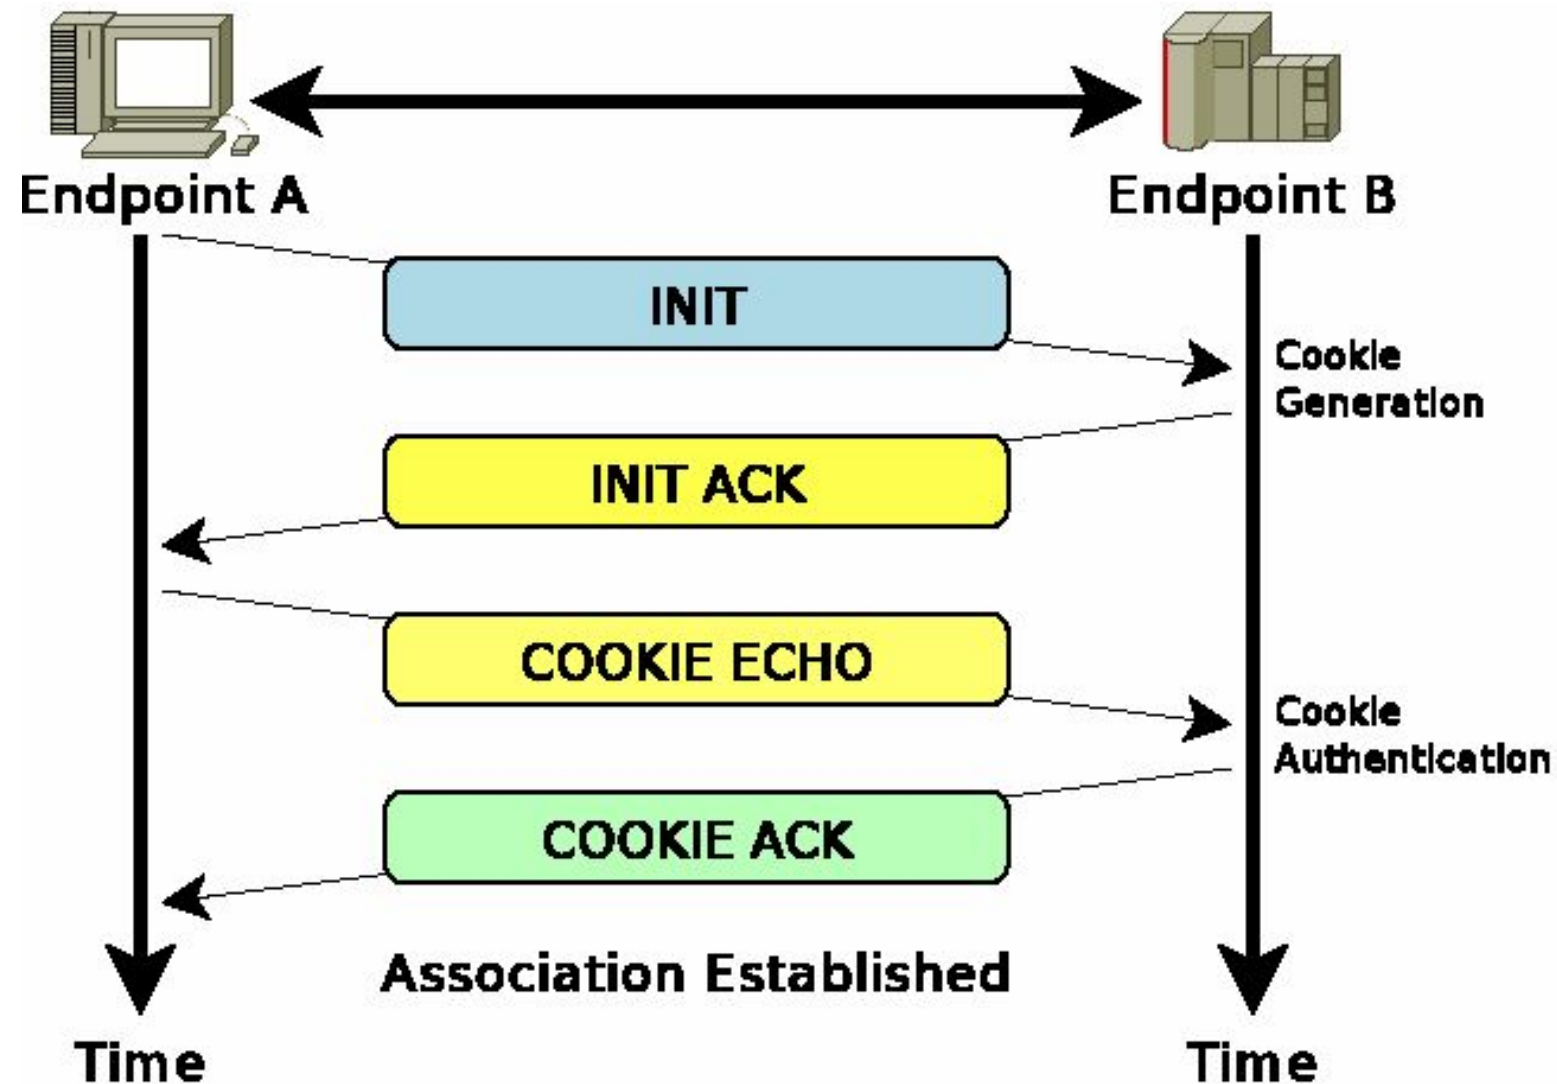 Endpoint A
Endpoint B
INIT
Cookie
Generation
INIT ACK
COOKIE ECHO
Cookie
Authentication
COOKIE ACK
Association Established
Time
Time